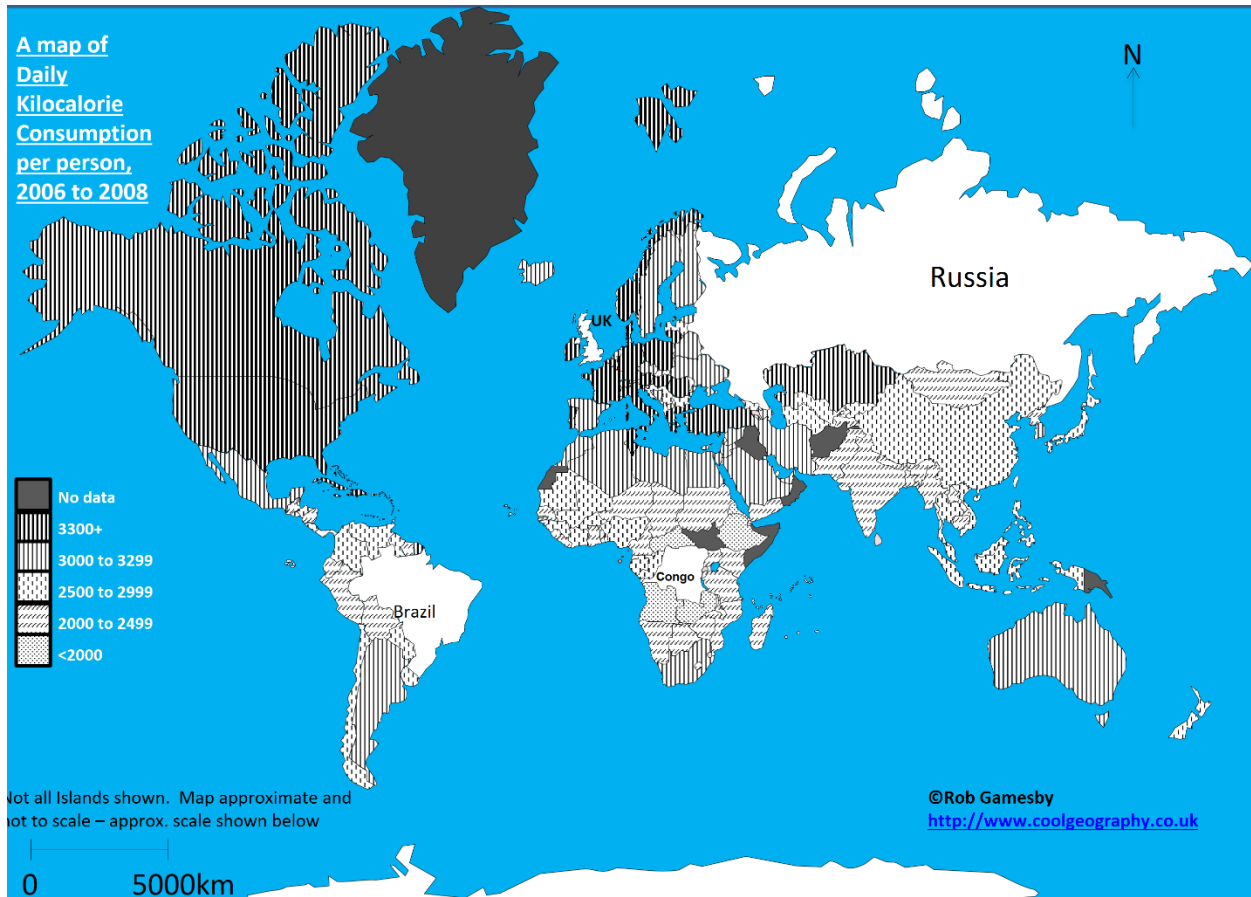 A map of
Daily
Kilocalorie
Consumption
per person,
2006 to 2008
N
Russia
UK
Congo
Brazil
No data
3300+
3000 to 3299
2500 to 2999
2000 to 2499
<2000
Not all Islands shown. Map approximate and
not to scale – approx. scale shown below
0 5000km
©Rob Gamesby
http://www.coolgeography.co.uk